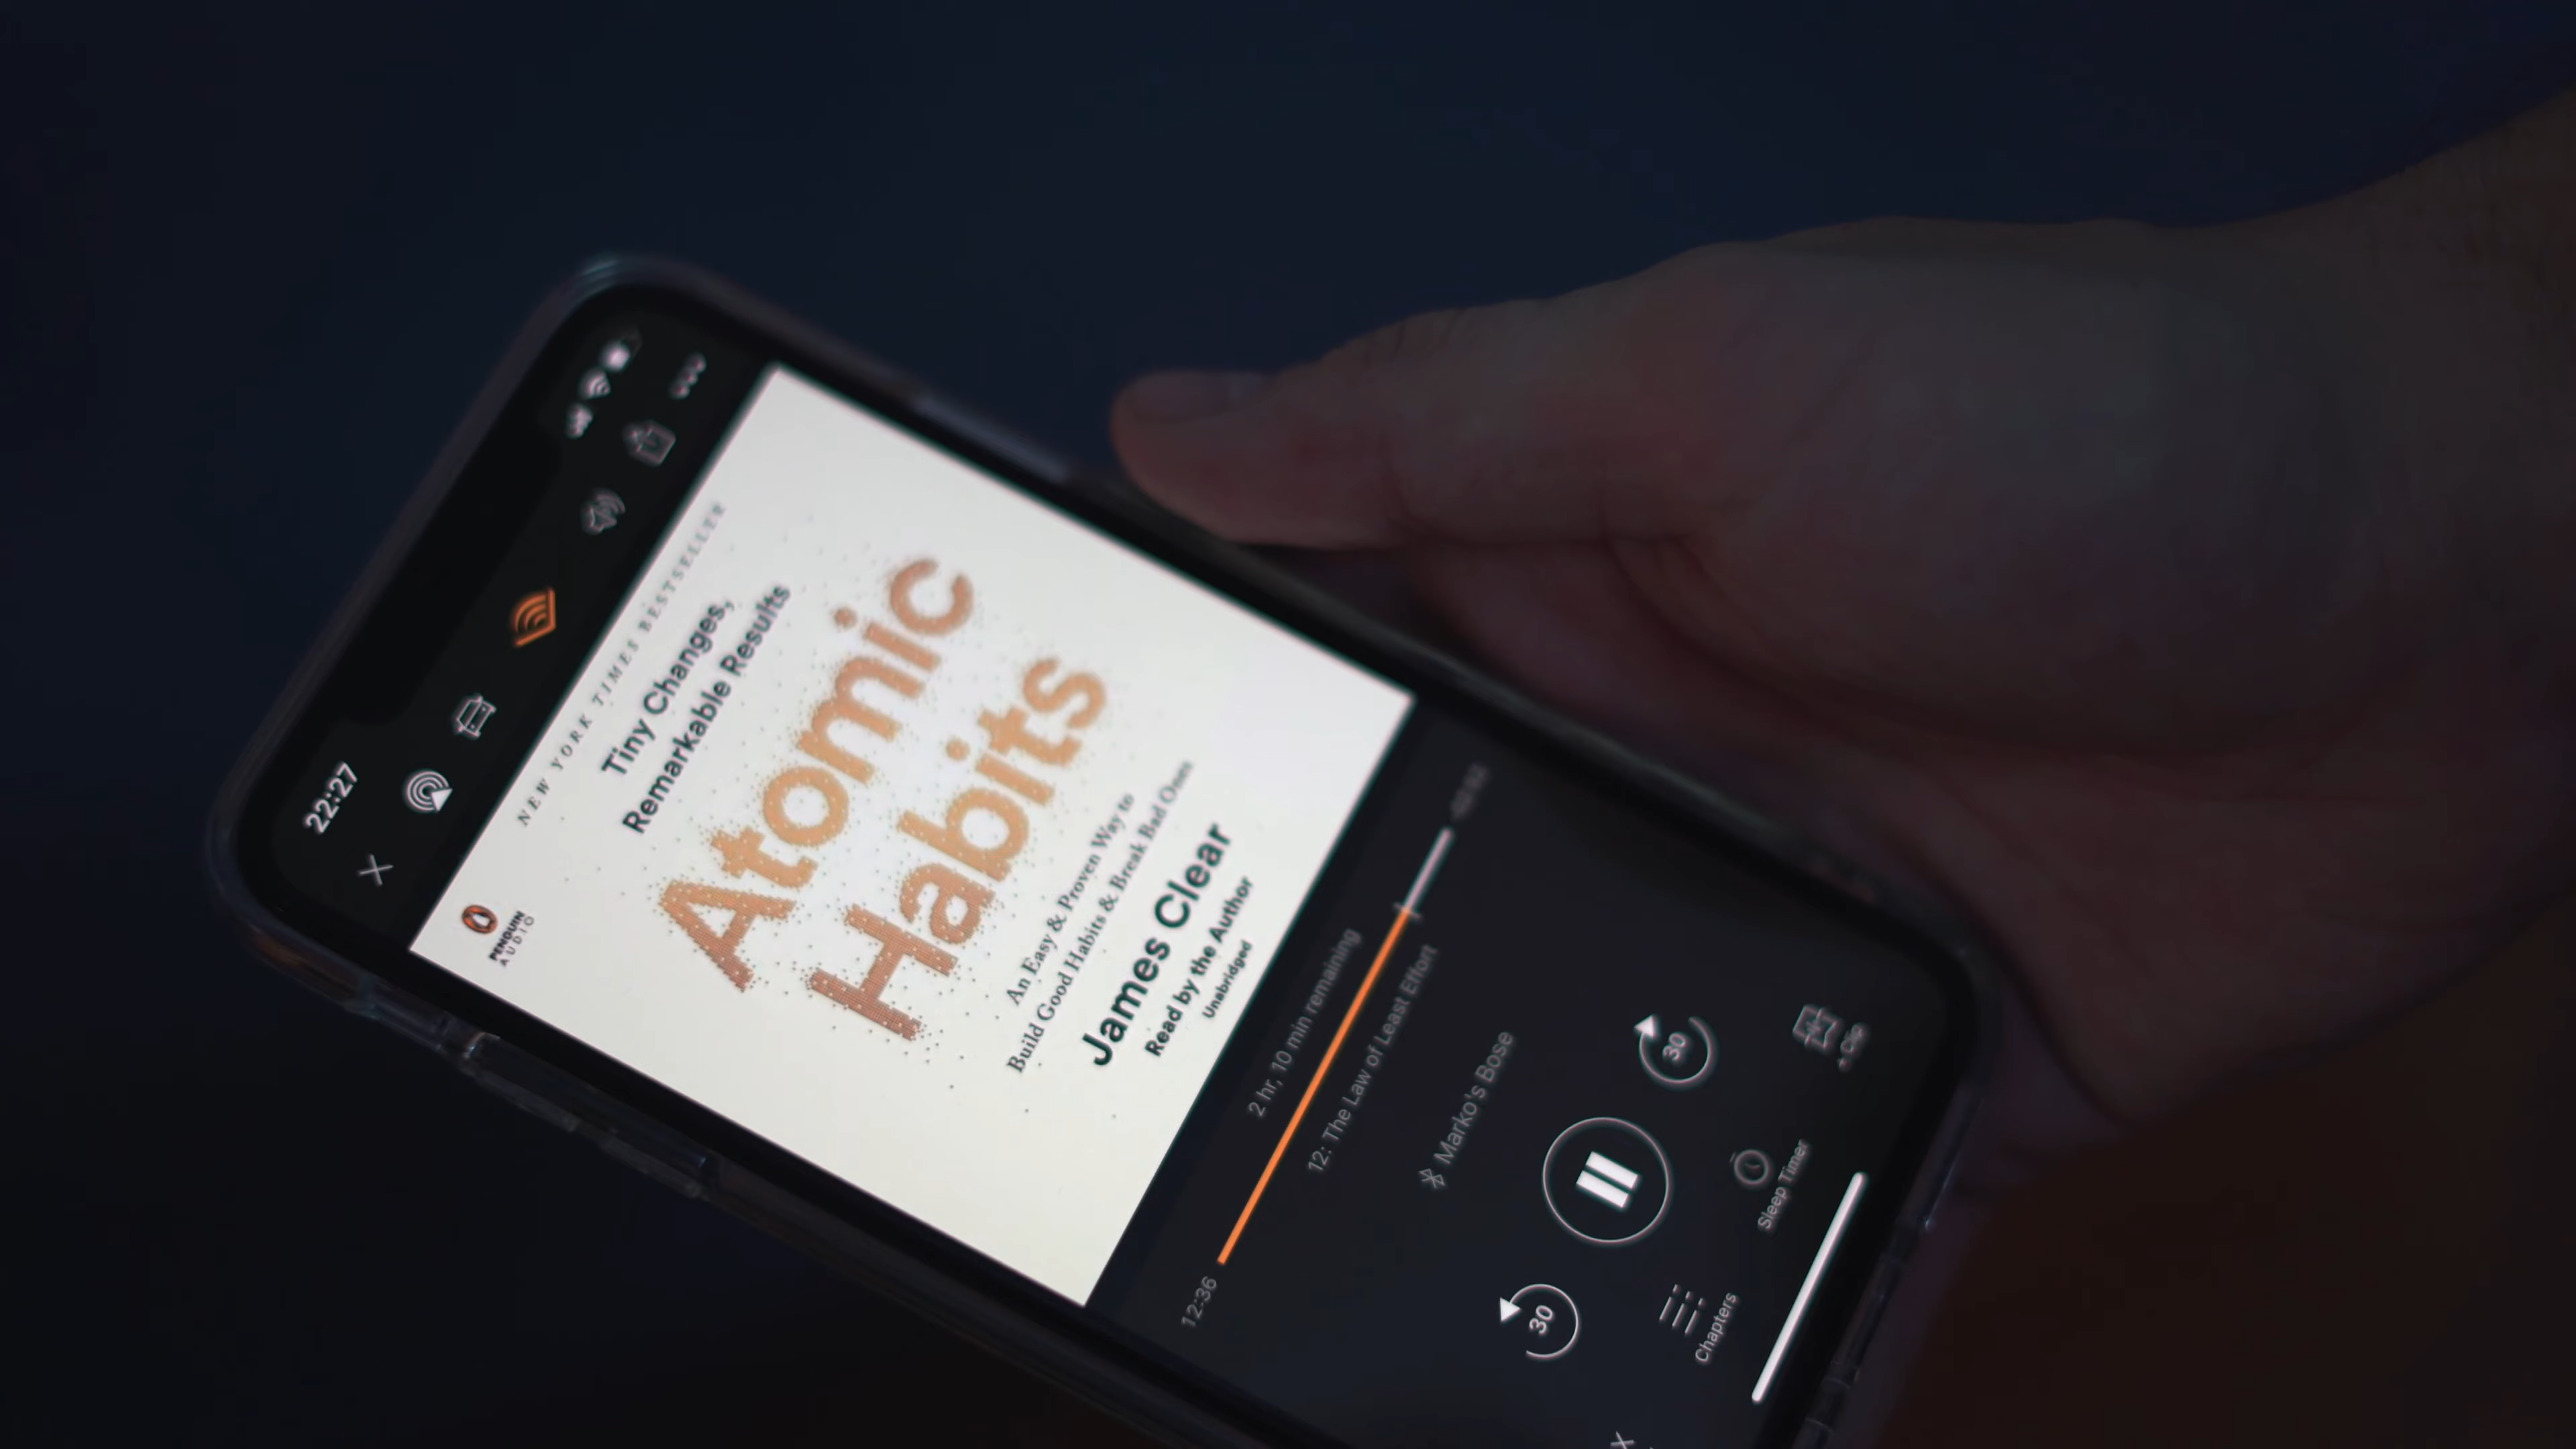 22:27
NEW YORK TIMES BESTSELLER
PENGUIN
AUDIO
Tiny Changes,
Remarkable Results
Atomic
Habits
An Easy & Proven Way to
Build Good Habits & Break Bad Ones
James Clear
Read by the Author
Unabridged
2 hr, 10 min remaining
12:36
12: The Law of Least Effort
Marko's Bose
30
30
Chapters
Sleep Timer
+ Clip